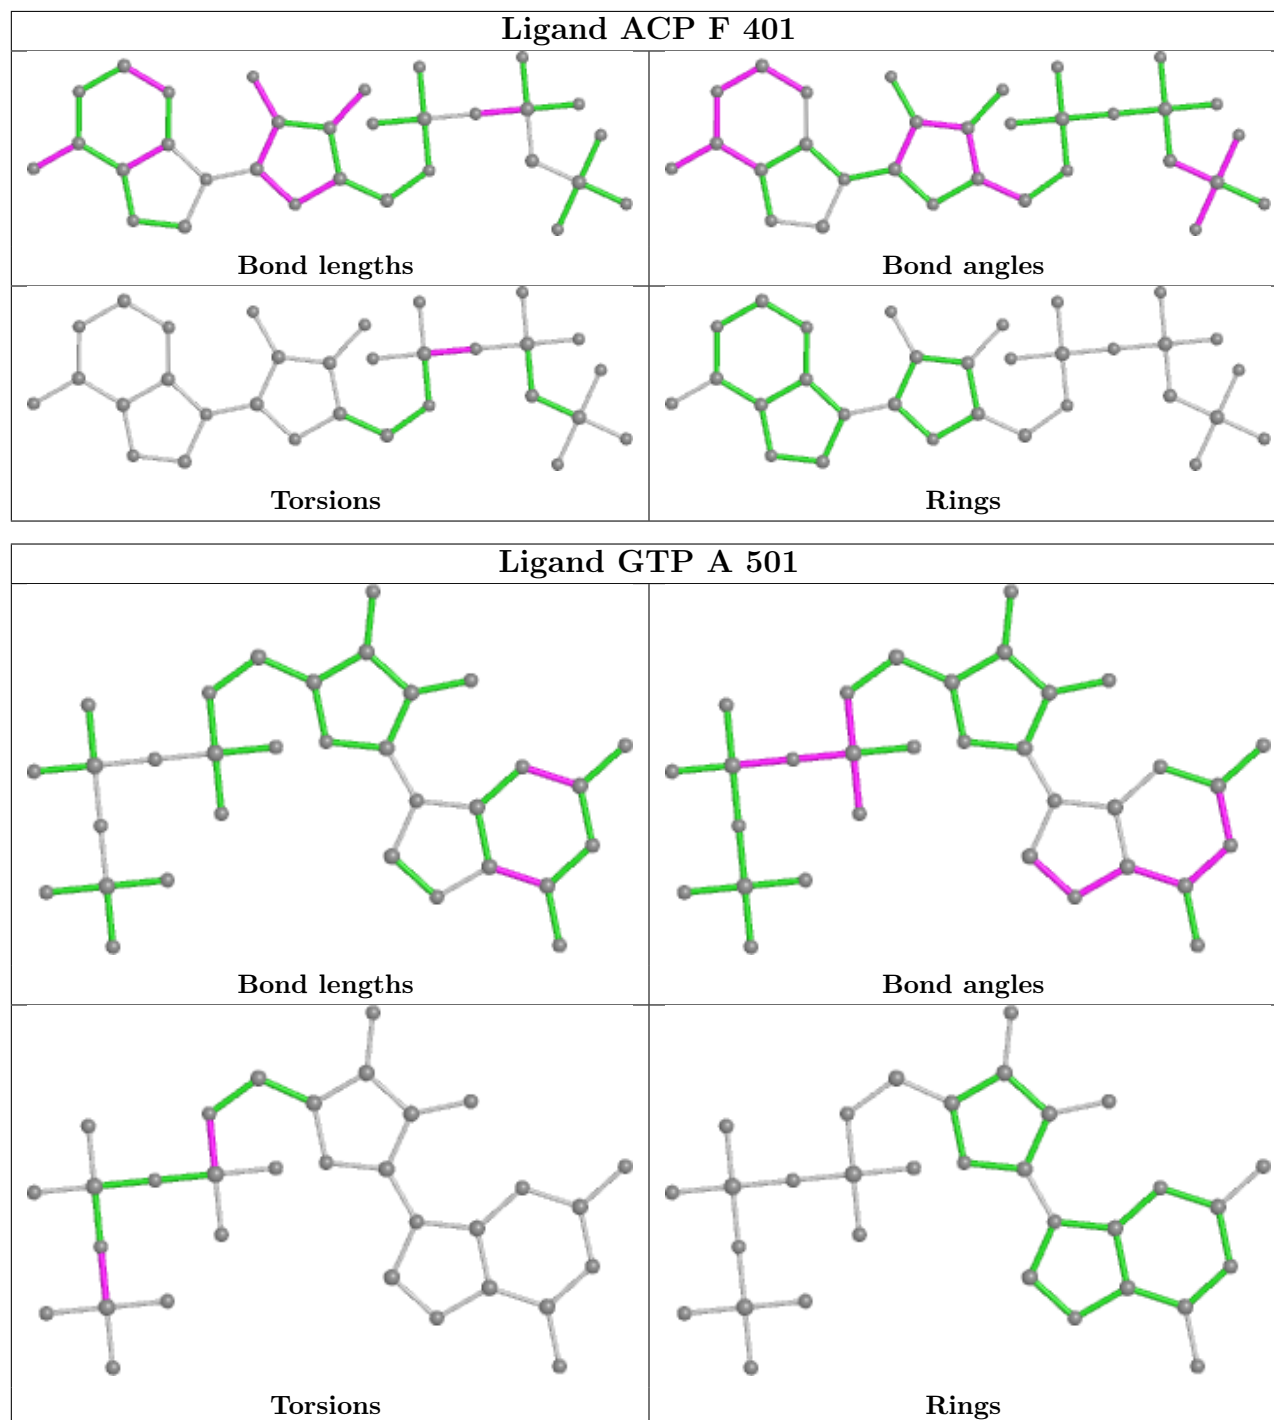 Ligand ACP F 401
Bond lengths
Bond angles
Torsions
Rings
Ligand GTP A 501
Bond lengths
Bond angles
Torsions
Rings